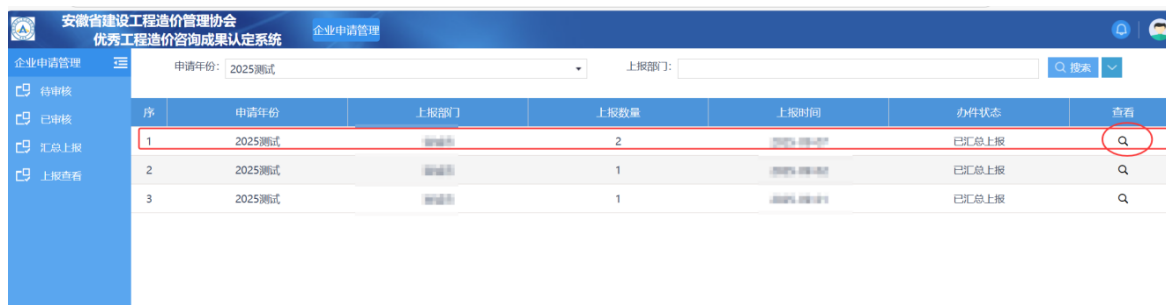 安徽省建设工程造价管理协会
优秀工程造价咨询成果认定系统
企业申请管理
企业申请管理
待审核
已审核
汇总上报
上报查看
申请年份: 2025测试 上报部门: 搜索
序 申请年份 上报部门 上报数量 上报时间 办件状态 查看
1 2025测试 2 已汇总上报
2 2025测试 1 已汇总上报
3 2025测试 1 已汇总上报